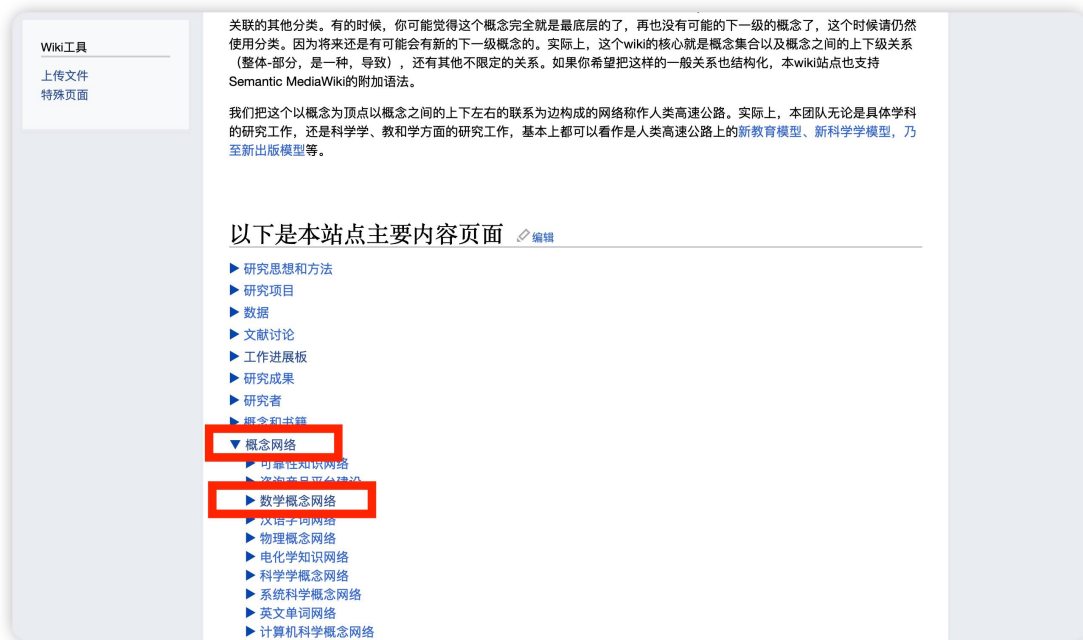 Wiki工具
上传文件
特殊页面
关联的其他分类。有的时候，你可能觉得这个概念完全就是最底层的了，再也没有可能的下一级的概念了，这个时候请仍然
使用分类。因为将来还是有可能会有新的下一级概念的。实际上，这个wiki的核心就是概念集合以及概念之间的上下级关系
（整体-部分，是一种，导致），还有其他不限定的关系。如果你希望把这样的一般关系也结构化，本wiki站点也支持
Semantic MediaWiki的附加语法。
我们把这个以概念为顶点以概念之间的上下左右的联系为边构成的网络称作人类高速公路。实际上，本团队无论是具体学科
的研究工作，还是科学学、教和学方面的研究工作，基本上都可以看作是人类高速公路上的新教育模型、新科学学模型，乃
至新出版模型等。
以下是本站点主要内容页面 编辑
研究思想和方法
研究项目
数据
文献讨论
工作进展板
研究成果
研究者
概念和书籍
概念网络
可靠性知识网络
咨询产品平台建设
数学概念网络
汉语字词网络
物理概念网络
电化学知识网络
科学学概念网络
系统科学概念网络
英文单词网络
计算机科学概念网络